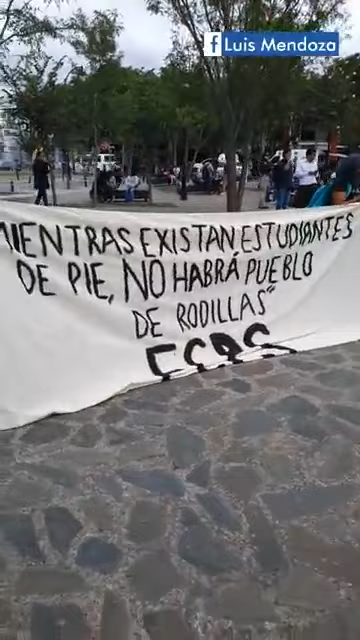 Luis Mendoza
MIENTRAS EXISTAN ESTUDIANTES
DE PIE, NO HABRÁ PUEBLO
DE RODILLAS"